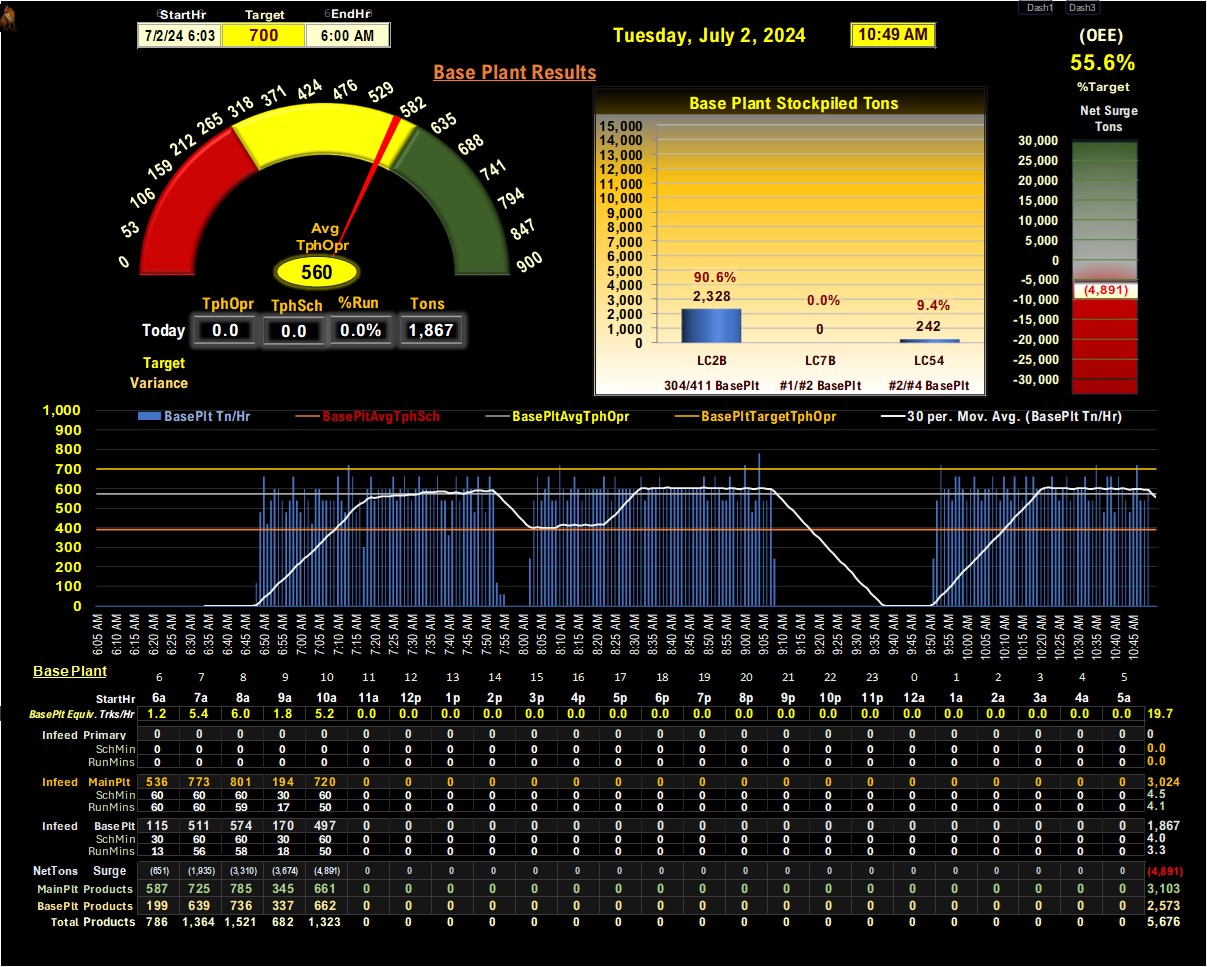 StartHr Target EndHr
7/2/24 6:03 700 6:00 AM
Tuesday, July 2, 2024 10:49 AM
Dash1 Dash3
(OEE)
55.6%
%Target
Base Plant Results
0 53 106 159 212 265 318 371 424 476 529 582 635 688 741 794 847 900
Avg
TphOpr
560
TphOpr TphSch %Run Tons
Today 0.0 0.0 0.0% 1,867
Target
Variance
Base Plant Stockpiled Tons
15,000
14,000
13,000
12,000
11,000
10,000
9,000
8,000
7,000
6,000
5,000
4,000
3,000
2,000
1,000
0
90.6% 0.0% 9.4%
2,328 0 242
LC2B LC7B LC54
304/411 BasePlt #1/#2 BasePlt #2/#4 BasePlt
Net Surge
Tons
30,000
25,000
20,000
15,000
10,000
5,000
0
-5,000
(4,891)
-10,000
-15,000
-20,000
-25,000
-30,000
BasePlt Tn/Hr BasePltAvgTphSch BasePltAvgTphOpr BasePltTargetTphOpr 30 per. Mov. Avg. (BasePlt Tn/Hr)
1,000
900
800
700
600
500
400
300
200
100
0
6:05 AM 6:10 AM 6:15 AM 6:20 AM 6:25 AM 6:30 AM 6:35 AM 6:40 AM 6:45 AM 6:50 AM 6:55 AM 7:00 AM 7:05 AM 7:10 AM 7:15 AM 7:20 AM 7:25 AM 7:30 AM 7:35 AM 7:40 AM 7:45 AM 7:50 AM 7:55 AM 8:00 AM 8:05 AM 8:10 AM 8:15 AM 8:20 AM 8:25 AM 8:30 AM 8:35 AM 8:40 AM 8:45 AM 8:50 AM 8:55 AM 9:00 AM 9:05 AM 9:10 AM 9:15 AM 9:20 AM 9:25 AM 9:30 AM 9:35 AM 9:40 AM 9:45 AM 9:50 AM 9:55 AM 10:00 AM 10:05 AM 10:10 AM 10:15 AM 10:20 AM 10:25 AM 10:30 AM 10:35 AM 10:40 AM 10:45 AM
Base Plant 6 7 8 9 10 11 12 13 14 15 16 17 18 19 20 21 22 23 0 1 2 3 4 5
StartHr 6a 7a 8a 9a 10a 11a 12p 1p 2p 3p 4p 5p 6p 7p 8p 9p 10p 11p 12a 1a 2a 3a 4a 5a
BasePlt Equiv. Trks/Hr 1.2 5.4 6.0 1.8 5.2 0.0 0.0 0.0 0.0 0.0 0.0 0.0 0.0 0.0 0.0 0.0 0.0 0.0 0.0 0.0 0.0 0.0 0.0 0.0 19.7
Infeed Primary 0 0 0 0 0 0 0 0 0 0 0 0 0 0 0 0 0 0 0 0 0 0 0 0 0
SchMin 0 0 0 0 0 0 0 0 0 0 0 0 0 0 0 0 0 0 0 0 0 0 0 0 0.0
RunMins 0 0 0 0 0 0 0 0 0 0 0 0 0 0 0 0 0 0 0 0 0 0 0 0 0.0
Infeed MainPlt 536 773 801 194 720 0 0 0 0 0 0 0 0 0 0 0 0 0 0 0 0 0 0 0 3,024
SchMin 60 60 60 30 60 0 0 0 0 0 0 0 0 0 0 0 0 0 0 0 0 0 0 0 4.5
RunMins 60 60 59 17 50 0 0 0 0 0 0 0 0 0 0 0 0 0 0 0 0 0 0 0 4.1
Infeed Base Plt 115 511 574 170 497 0 0 0 0 0 0 0 0 0 0 0 0 0 0 0 0 0 0 0 1,867
SchMin 30 60 60 30 60 0 0 0 0 0 0 0 0 0 0 0 0 0 0 0 0 0 0 0 4.0
RunMins 13 56 58 18 50 0 0 0 0 0 0 0 0 0 0 0 0 0 0 0 0 0 0 0 3.3
NetTons Surge (651) (1,935) (3,310) (3,674) (4,891) 0 0 0 0 0 0 0 0 0 0 0 0 0 0 0 0 0 0 0 (4,891)
MainPlt Products 587 725 785 345 661 0 0 0 0 0 0 0 0 0 0 0 0 0 0 0 0 0 0 0 3,103
BasePlt Products 199 639 736 337 662 0 0 0 0 0 0 0 0 0 0 0 0 0 0 0 0 0 0 0 2,573
Total Products 786 1,364 1,521 682 1,323 0 0 0 0 0 0 0 0 0 0 0 0 0 0 0 0 0 0 0 5,676